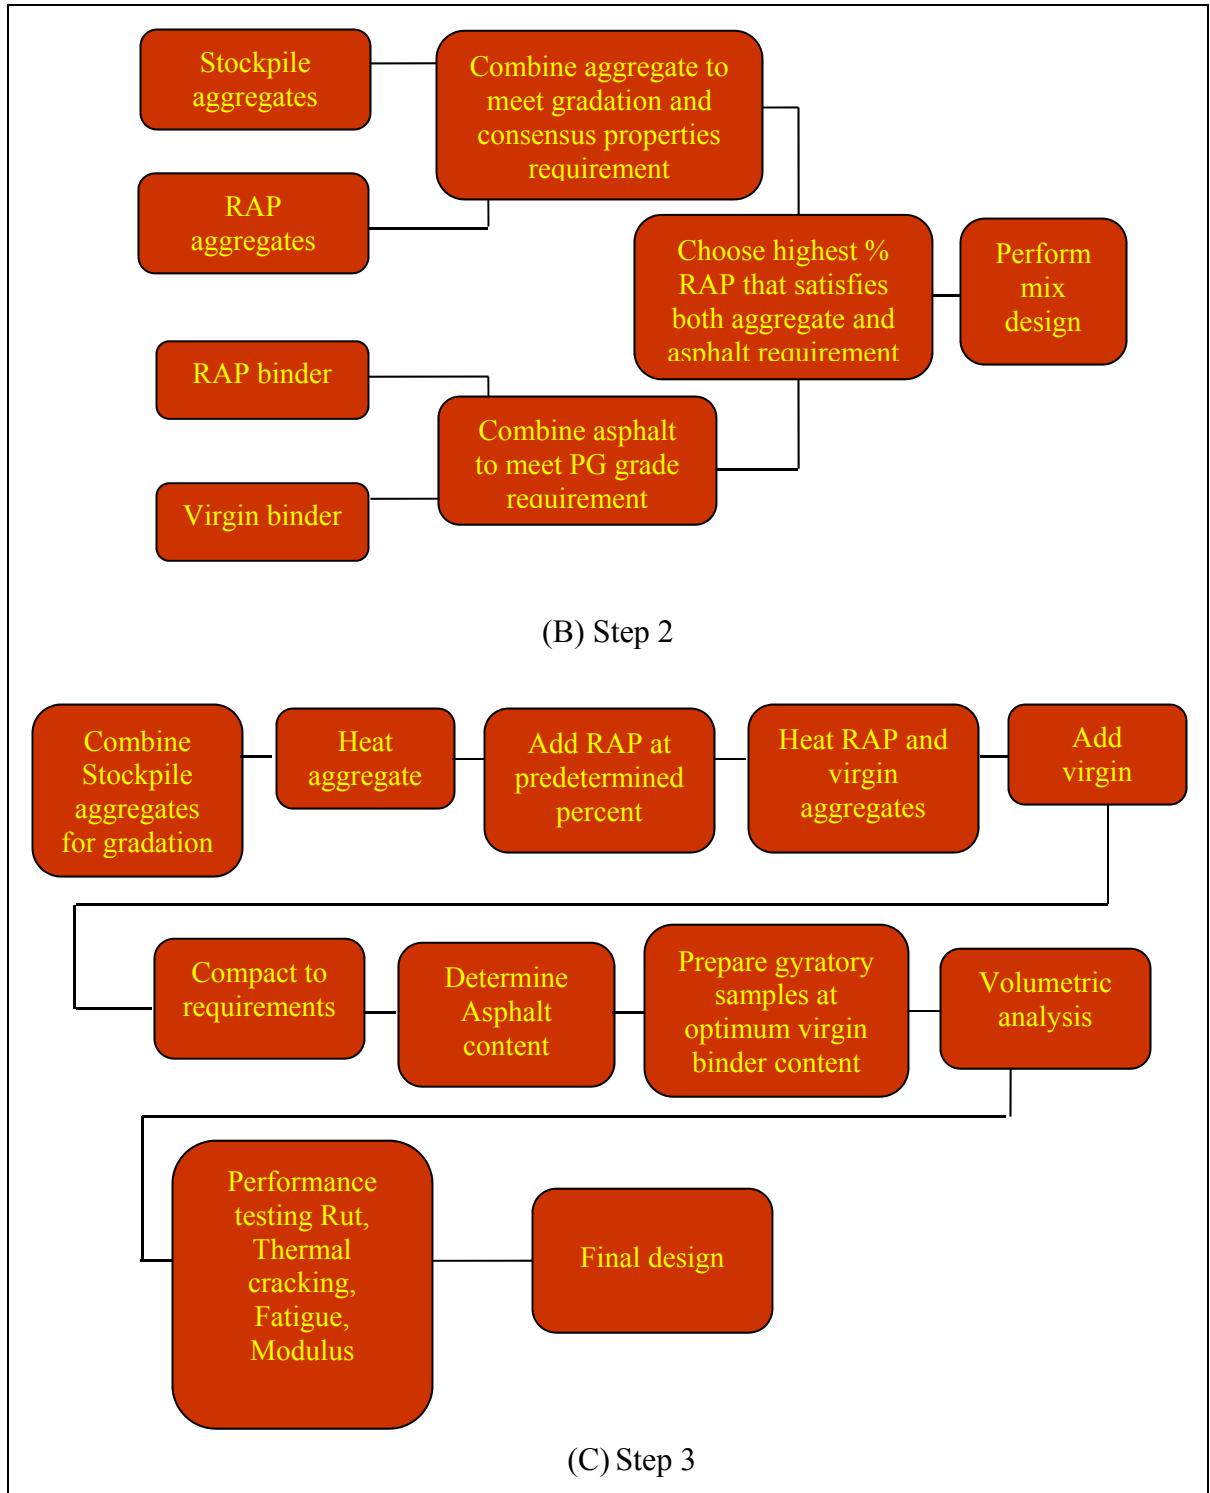 Stockpile
aggregates
Combine aggregate to
meet gradation and
consensus properties
requirement
RAP
aggregates
Choose highest %
RAP that satisfies
both aggregate and
asphalt requirement
Perform
mix
design
RAP binder
Combine asphalt
to meet PG grade
requirement
Virgin binder
(B) Step 2
Combine
Stockpile
aggregates
for gradation
Heat
aggregate
Add RAP at
predetermined
percent
Heat RAP and
virgin
aggregates
Add
virgin
Compact to
requirements
Determine
Asphalt
content
Prepare gyratory
samples at
optimum virgin
binder content
Volumetric
analysis
Performance
testing Rut,
Thermal
cracking,
Fatigue,
Modulus
Final design
(C) Step 3